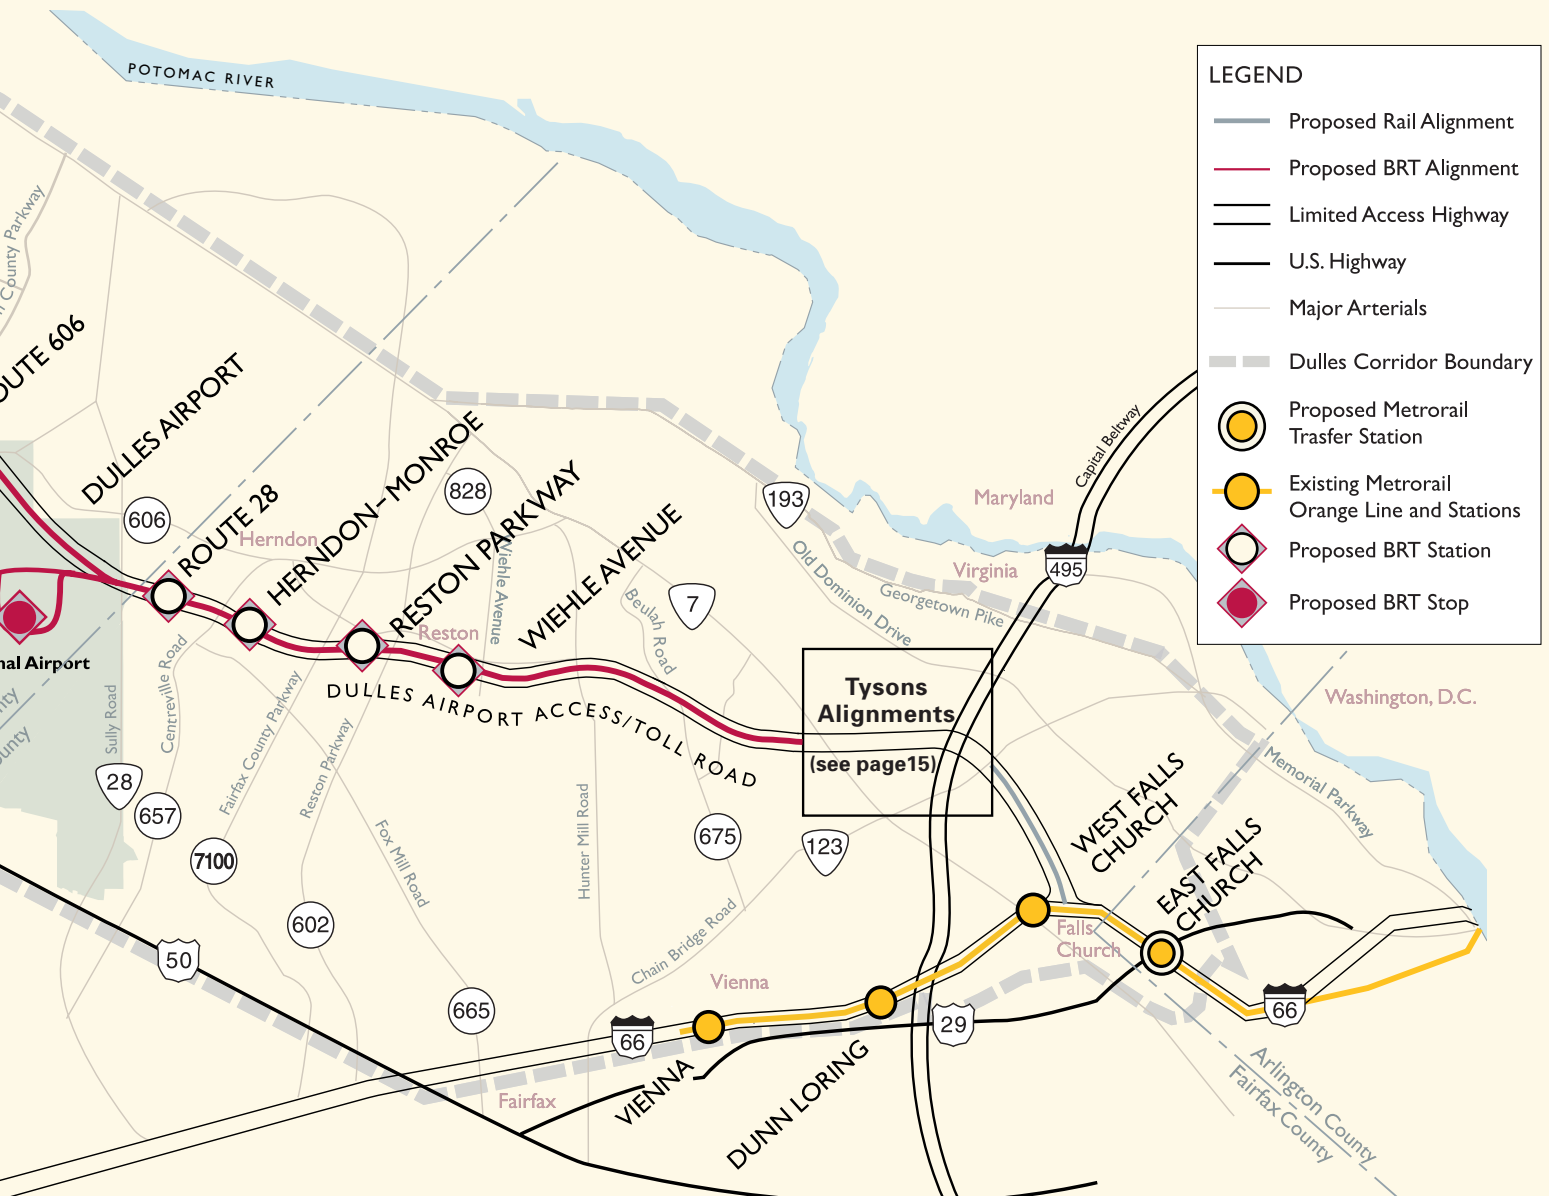 POTOMAC RIVER
LEGEND
Proposed Rail Alignment
Proposed BRT Alignment
Limited Access Highway
U.S. Highway
Major Arterials
Dulles Corridor Boundary
Proposed Metrorail
Trasfer Station
Existing Metrorail
Orange Line and Stations
Proposed BRT Station
Proposed BRT Stop
County Parkway
OUTE 606
DULLES AIRPORT
606
ROUTE 28
Herndon
HERNDON–MONROE
828
RESTON PARKWAY
Wiehle Avenue
Reston
WIEHLE AVENUE
Beulah Road
7
193
Old Dominion Drive
Georgetown Pike
Maryland
Virginia
Capital Beltway
495
Washington, D.C.
Memorial Parkway
nal Airport
nty
ounty
Sully Road
Centreville Road
Fairfax County Parkway
Reston Parkway
DULLES AIRPORT ACCESS/TOLL ROAD
Tysons
Alignments
(see page15)
28
657
7100
602
Fox Mill Road
Hunter Mill Road
675
123
Chain Bridge Road
WEST FALLS
CHURCH
EAST FALLS
CHURCH
Falls
Church
50
665
66
Vienna
VIENNA
DUNN LORING
29
66
Fairfax
Arlington County
Fairfax County